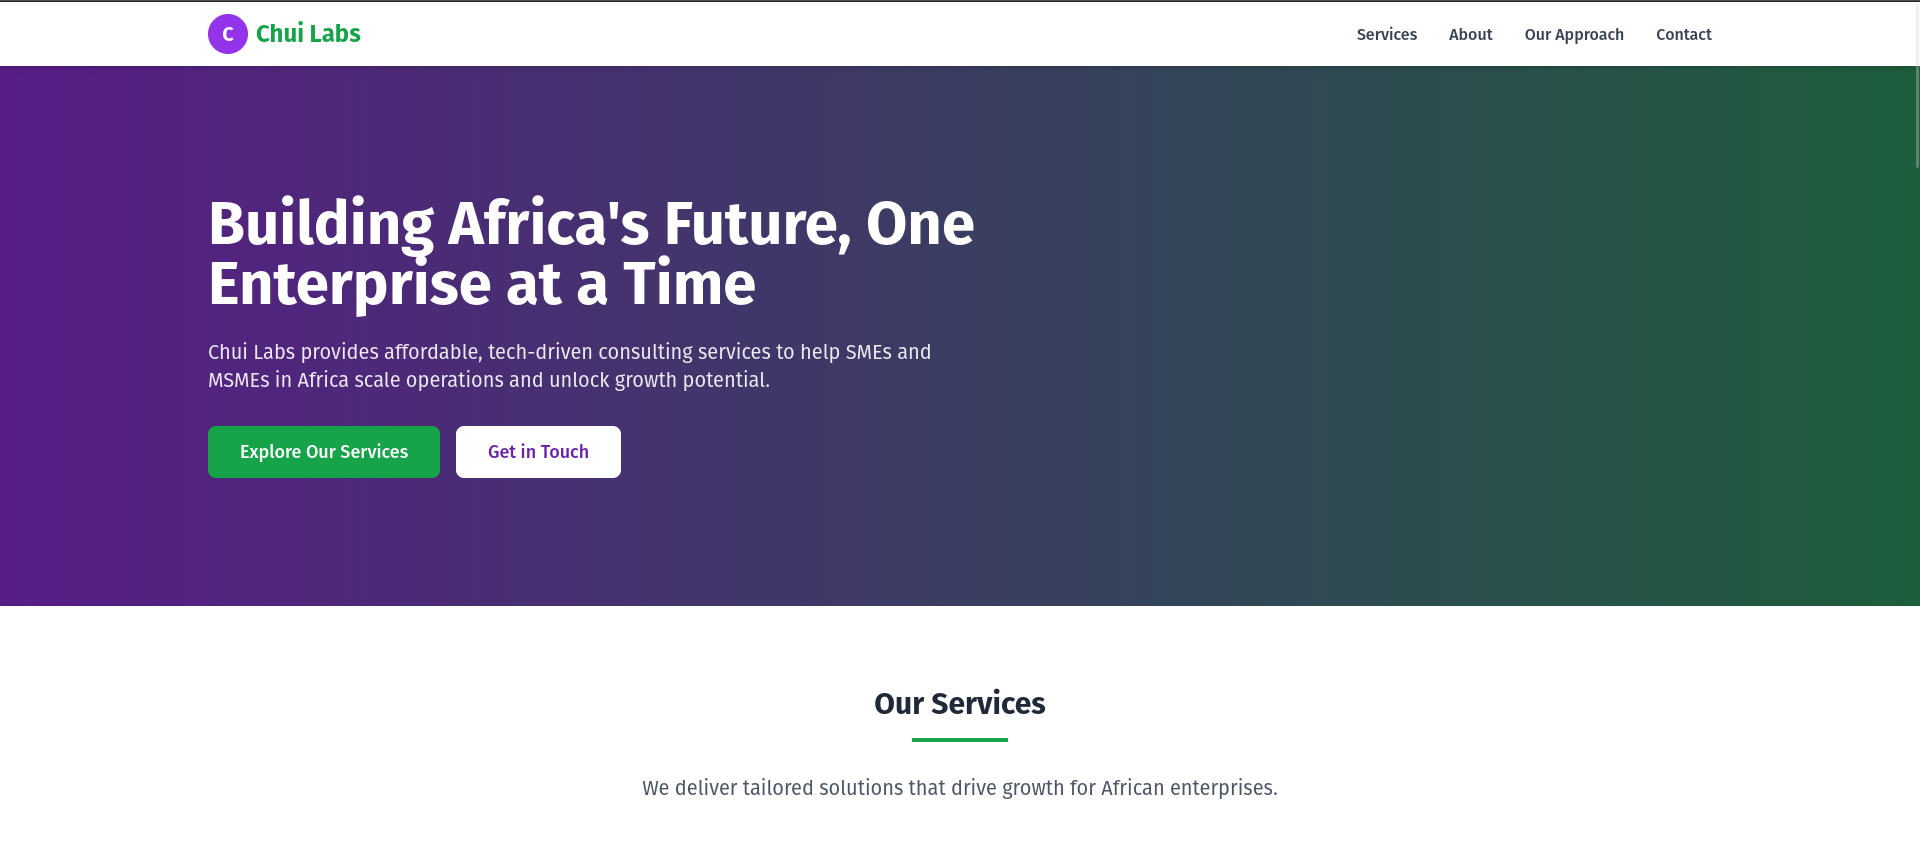 C
Chui Labs
Services
About
Our Approach
Contact
Building Africa's Future, One
Enterprise at a Time
Chui Labs provides affordable, tech-driven consulting services to help SMEs and
MSMEs in Africa scale operations and unlock growth potential.
Explore Our Services
Get in Touch
Our Services
We deliver tailored solutions that drive growth for African enterprises.